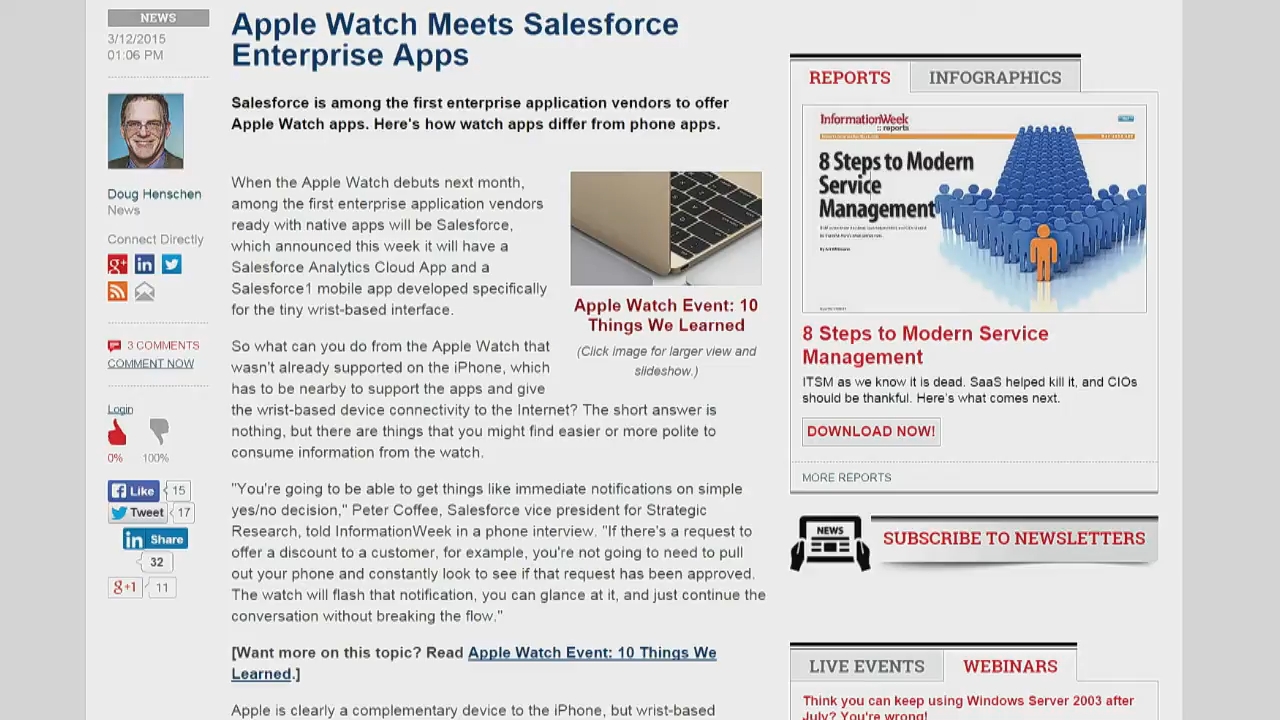 NEWS
3/12/2015
01:06 PM
Doug Henschen
News
Connect Directly
3 COMMENTS
COMMENT NOW
Login
0% 100%
Like 15
Tweet 17
in Share
32
g+1 11
Apple Watch Meets Salesforce
Enterprise Apps
Salesforce is among the first enterprise application vendors to offer
Apple Watch apps. Here's how watch apps differ from phone apps.
When the Apple Watch debuts next month,
among the first enterprise application vendors
ready with native apps will be Salesforce,
which announced this week it will have a
Salesforce Analytics Cloud App and a
Salesforce1 mobile app developed specifically
for the tiny wrist-based interface.
Apple Watch Event: 10
Things We Learned
(Click image for larger view and
slideshow.)
So what can you do from the Apple Watch that
wasn't already supported on the iPhone, which
has to be nearby to support the apps and give
the wrist-based device connectivity to the Internet? The short answer is
nothing, but there are things that you might find easier or more polite to
consume information from the watch.
"You're going to be able to get things like immediate notifications on simple
yes/no decision," Peter Coffee, Salesforce vice president for Strategic
Research, told InformationWeek in a phone interview. "If there's a request to
offer a discount to a customer, for example, you're not going to need to pull
out your phone and constantly look to see if that request has been approved.
The watch will flash that notification, you can glance at it, and just continue the
conversation without breaking the flow."
[Want more on this topic? Read Apple Watch Event: 10 Things We
Learned.]
Apple is clearly a complementary device to the iPhone, but wrist-based
REPORTS INFOGRAPHICS
InformationWeek
:: reports
8 Steps to Modern
Service
Management
8 Steps to Modern Service
Management
ITSM as we know it is dead. SaaS helped kill it, and CIOs
should be thankful. Here's what comes next.
DOWNLOAD NOW!
MORE REPORTS
NEWS
SUBSCRIBE TO NEWSLETTERS
LIVE EVENTS WEBINARS
Think you can keep using Windows Server 2003 after
July? You're wrong!